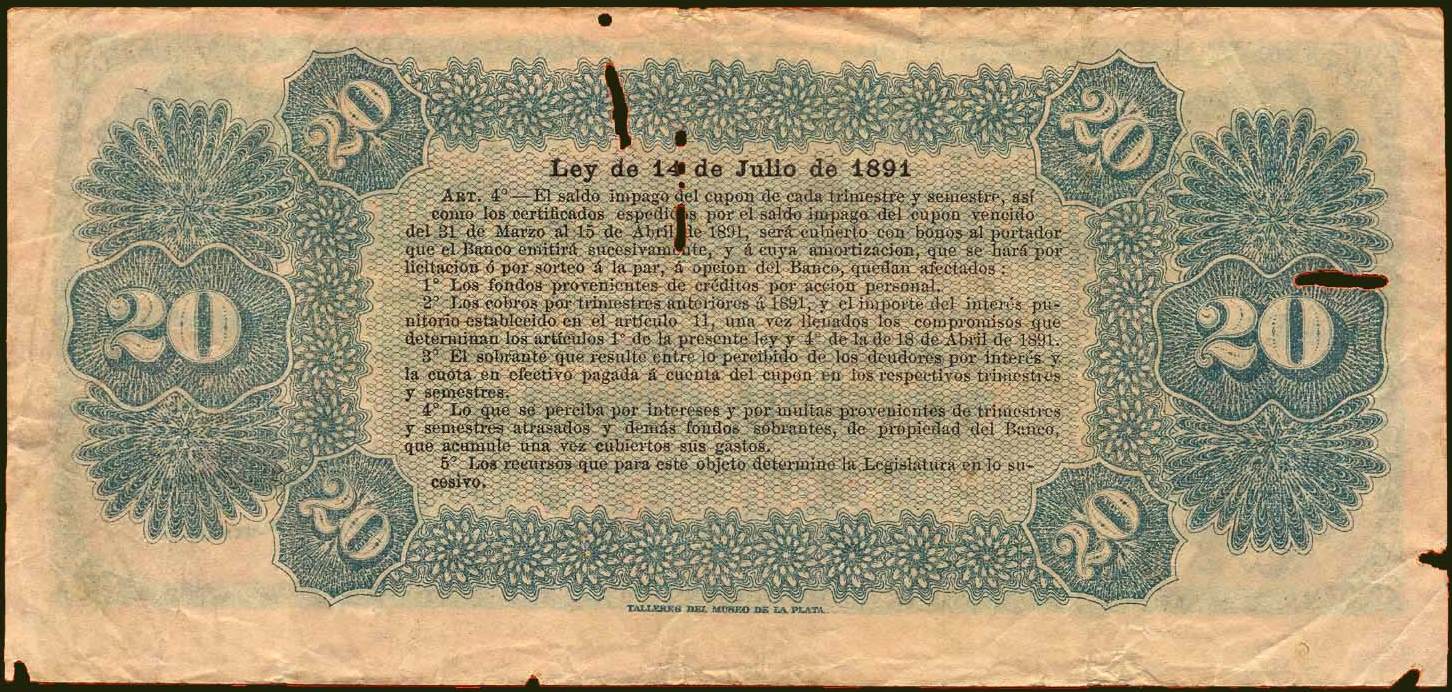 20 20
Ley de 14 de Julio de 1891
ART. 4° —El saldo impago del cupon de cada trimestre y semestre, así
como los certificados espedidos por el saldo impago del cupon vencido
del 31 de Marzo al 15 de Abril de 1891, será cubierto con bonos al portador
que el Banco emitirá sucesivamente, y á cuya amortizacion, que se hará por
licitacion ó por sorteo á la par, á opcion del Banco, quedan afectados :
1° Los fondos provenientes de créditos por accion personal.
2° Los cobros por trimestres anteriores á 1891, y el importe del interés pu-
nitorio establecido en el artículo 11, una vez llenados los compromisos que
determinan los artículos 1° de la presente ley y 4° de la de 18 de Abril de 1891.
3° El sobrante que resulte entre lo percibido de los deudores por interés y
la cuota en efectivo pagada á cuenta del cupon en los respectivos trimestres
y semestres.
4° Lo que se perciba por intereses y por multas provenientes de trimestres
y semestres atrasados y demás fondos sobrantes, de propiedad del Banco,
que acumule una vez cubiertos sus gastos.
5° Los recursos que para este objeto determine la Legislatura en lo su-
cesivo.
20 20
20 20
TALLERES DEL MUSEO DE LA PLATA.